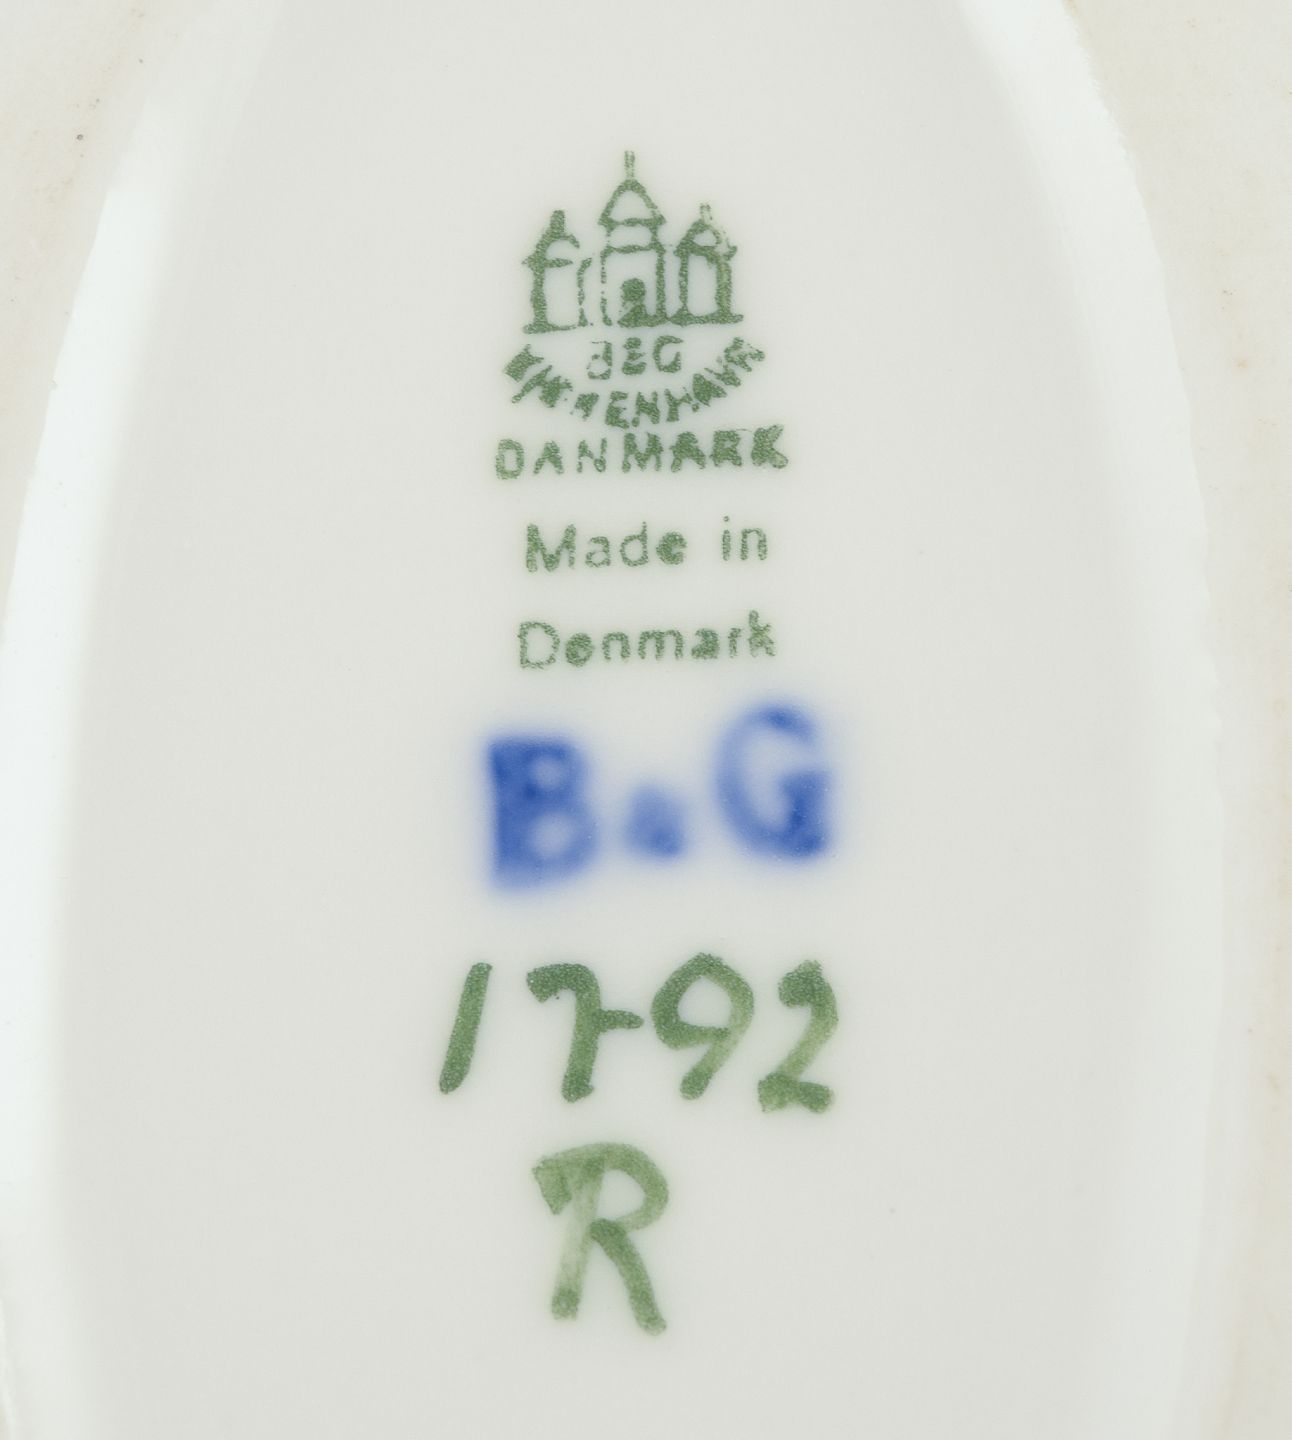 B&G
KJØBENHAVN
DANMARK
Made in
Denmark
B&G
1792
R